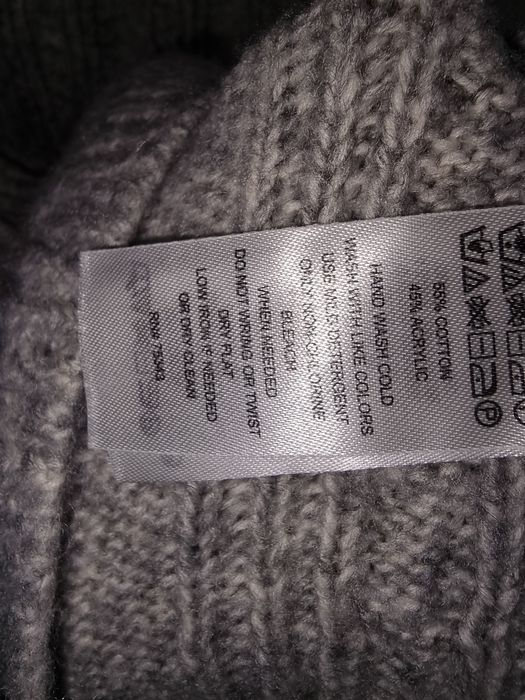 55% COTTON
45% ACRYLIC
HAND WASH COLD
USE MILD DETERGENT
WASH WITH LIKE COLORS
ONLY NON-CHLORINE
BLEACH
WHEN NEEDED
DO NOT WRING OR TWIST
DRY FLAT
LOW IRON IF NEEDED
OR DRY CLEAN